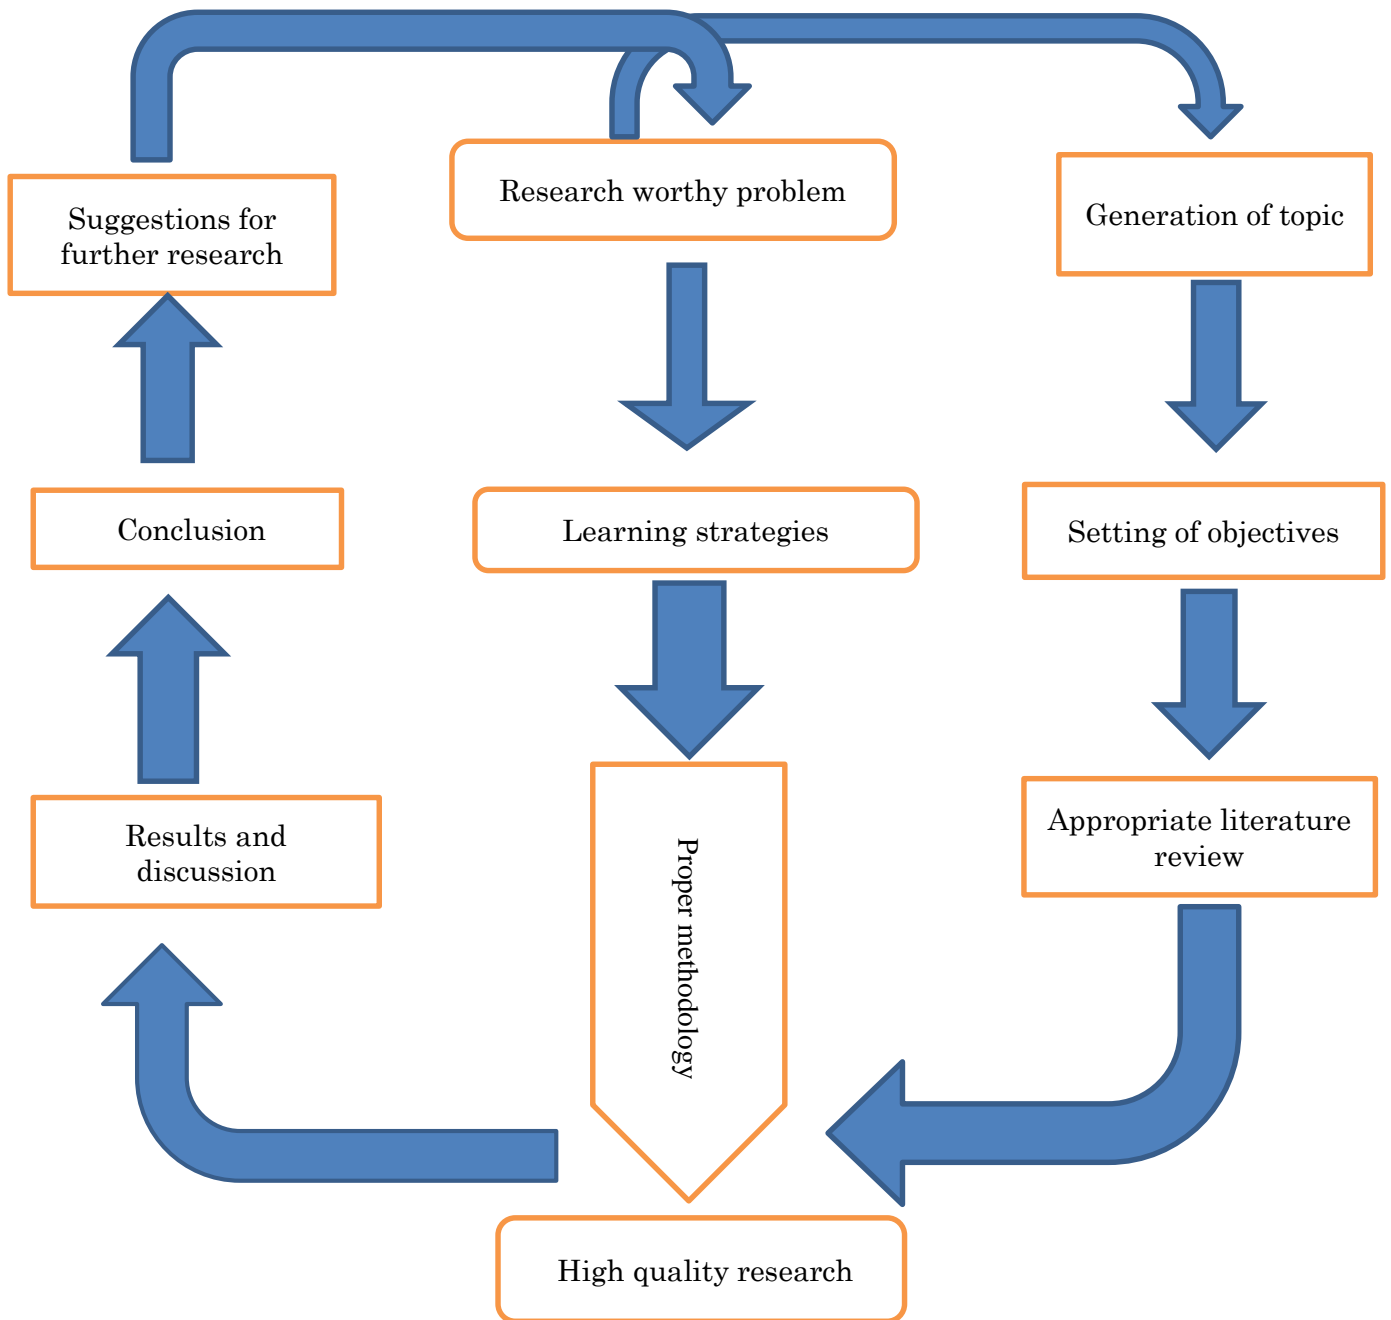 Research worthy problem
Suggestions for
further research
Generation of topic
Conclusion
Learning strategies
Setting of objectives
Results and
discussion
Proper methodology
Appropriate literature
review
High quality research